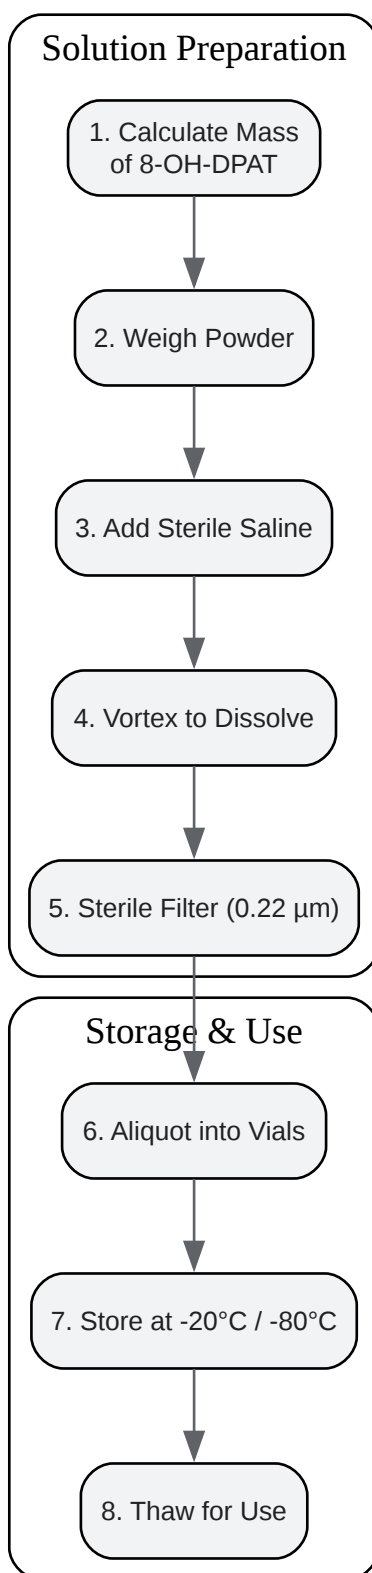 Solution Preparation
1. Calculate Mass
of 8-OH-DPAT
2. Weigh Powder
3. Add Sterile Saline
4. Vortex to Dissolve
5. Sterile Filter (0.22 µm)
Storage & Use
6. Aliquot into Vials
7. Store at -20°C / -80°C
8. Thaw for Use